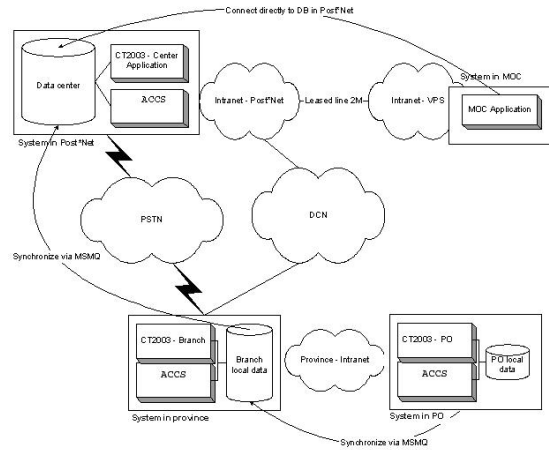 Connect directly to DB in Post*Net
Data center
CT2003 - Center
Application
ACCS
System in Post*Net
Intranet - Post*Net
Leased line 2M
Intranet - VPS
System in MOC
MOC Application
PSTN
DCN
Synchronize via MSMQ
CT2003 - Branch
ACCS
Branch
local data
System in province
Province - Intranet
CT2003 - PO
ACCS
PO local
data
System in PO
Synchronize via MSMQ